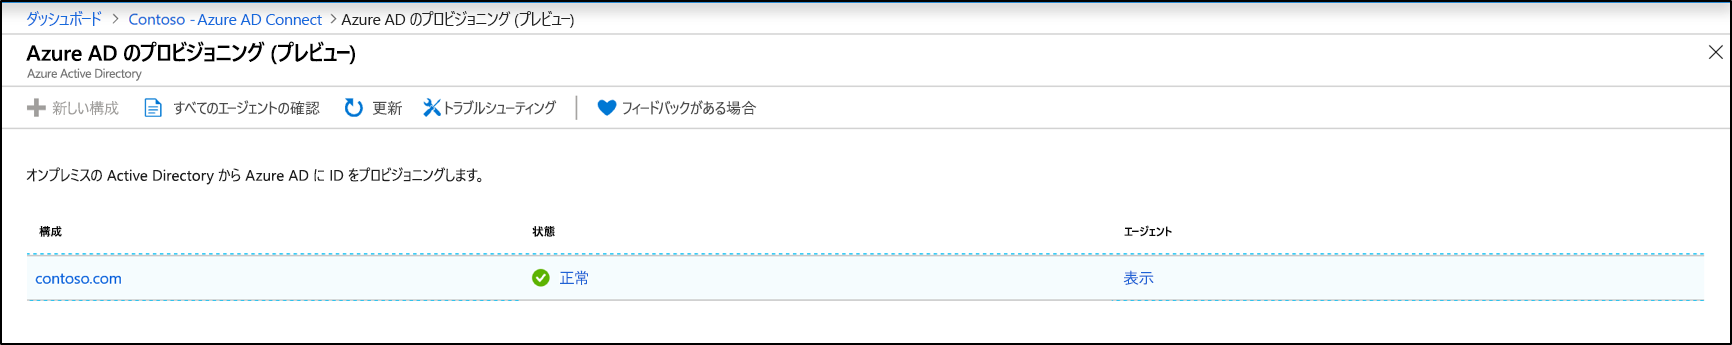 ダッシュボード > Contoso - Azure AD Connect > Azure AD のプロビジョニング (プレビュー)
Azure AD のプロビジョニング (プレビュー)
Azure Active Directory
新しい構成 すべてのエージェントの確認 更新 トラブルシューティング フィードバックがある場合
オンプレミスの Active Directory から Azure AD に ID をプロビジョニングします。
構成 状態 エージェント
contoso.com 正常 表示